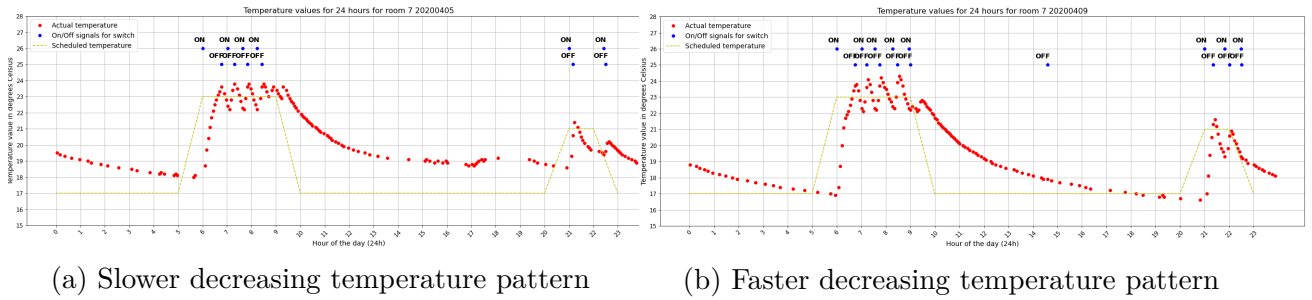 Temperature values for 24 hours for room 7 20200405
Actual temperature
On/Off signals for switch
Scheduled temperature
ON ON ON ON ON ON
OFF OFF OFF OFF OFF OFF
Temperature value in degrees Celsius
28
27
26
25
24
23
22
21
20
19
18
17
16
15
0 1 2 3 4 5 6 7 8 9 10 11 12 13 14 15 16 17 18 19 20 21 22 23
Hour of the day (24h)
(a) Slower decreasing temperature pattern
Temperature values for 24 hours for room 7 20200409
Actual temperature
On/Off signals for switch
Scheduled temperature
ON ON ON ON ON ON ON ON
OFF OFF OFF OFF OFF OFF OFF OFF
Temperature value in degrees Celsius
28
27
26
25
24
23
22
21
20
19
18
17
16
15
0 1 2 3 4 5 6 7 8 9 10 11 12 13 14 15 16 17 18 19 20 21 22 23
Hour of the day (24h)
(b) Faster decreasing temperature pattern